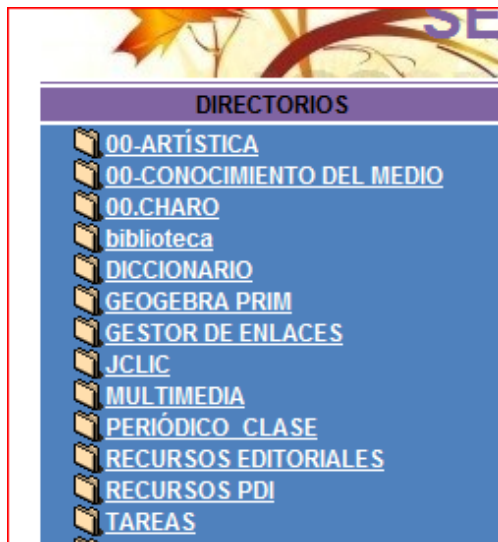 SE
DIRECTORIOS
00-ARTÍSTICA
00-CONOCIMIENTO DEL MEDIO
00.CHARO
biblioteca
DICCIONARIO
GEOGEBRA PRIM
GESTOR DE ENLACES
JCLIC
MULTIMEDIA
PERIÓDICO CLASE
RECURSOS EDITORIALES
RECURSOS PDI
TAREAS